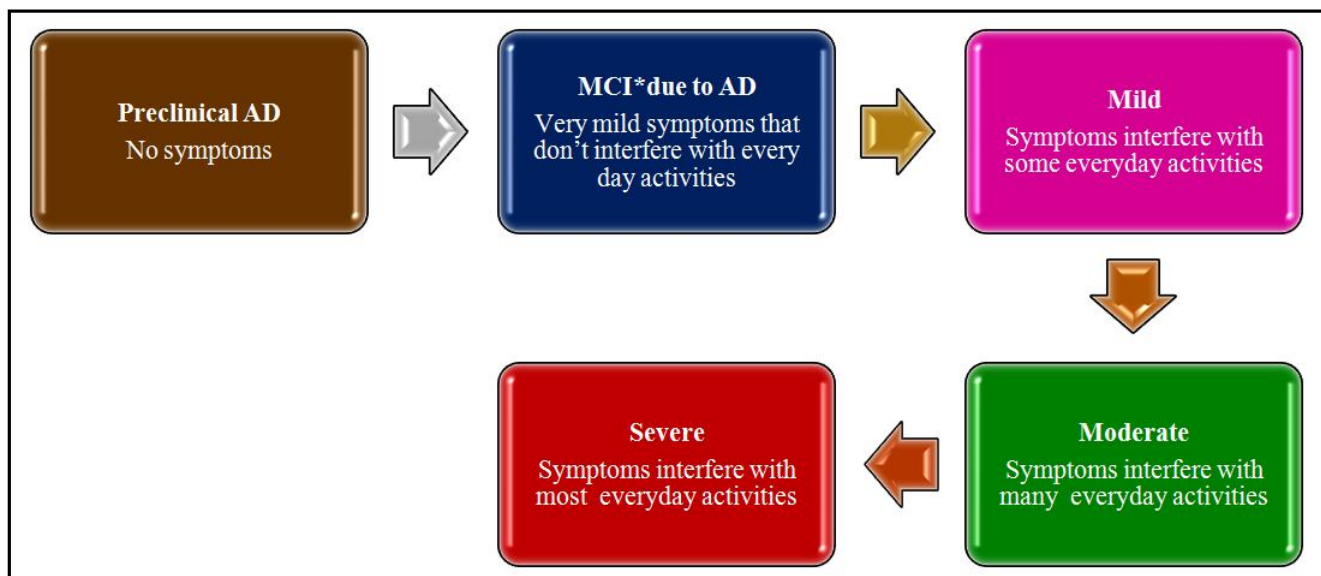 Preclinical AD
No symptoms
MCI*due to AD
Very mild symptoms that
don’t interfere with every
day activities
Mild
Symptoms interfere with
some everyday activities
Moderate
Symptoms interfere with
many everyday activities
Severe
Symptoms interfere with
most everyday activities